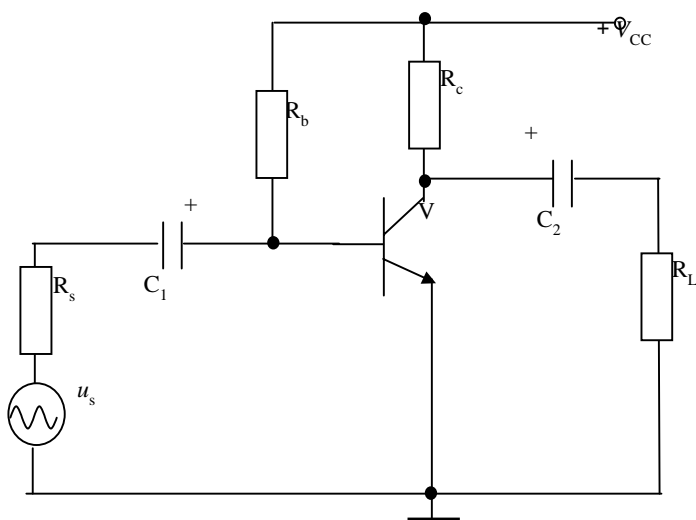 + V_CC
R_b
R_c
+
+
V
C_1
C_2
R_s
R_L
u_s